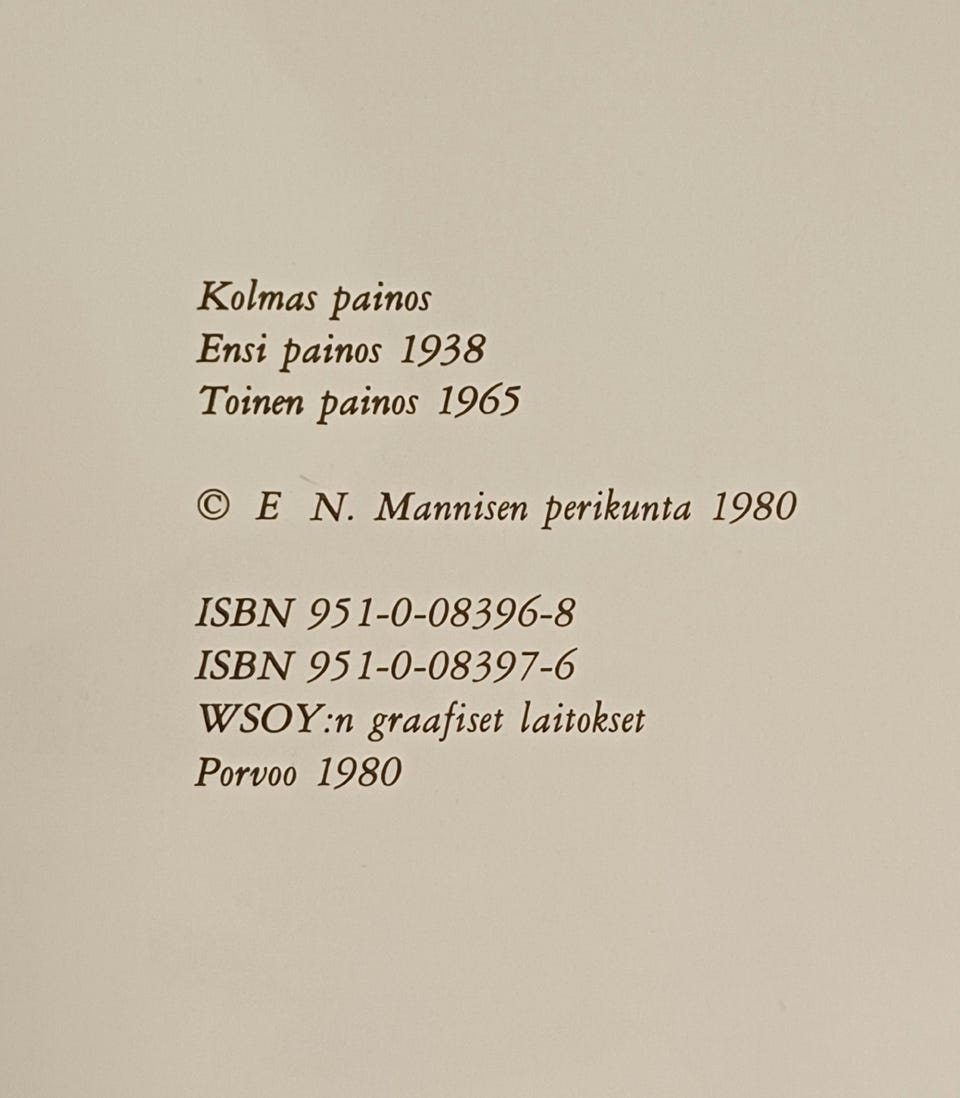 Kolmas painos
Ensi painos 1938
Toinen painos 1965
© E N. Mannisen perikunta 1980
ISBN 951-0-08396-8
ISBN 951-0-08397-6
WSOY:n graafiset laitokset
Porvoo 1980